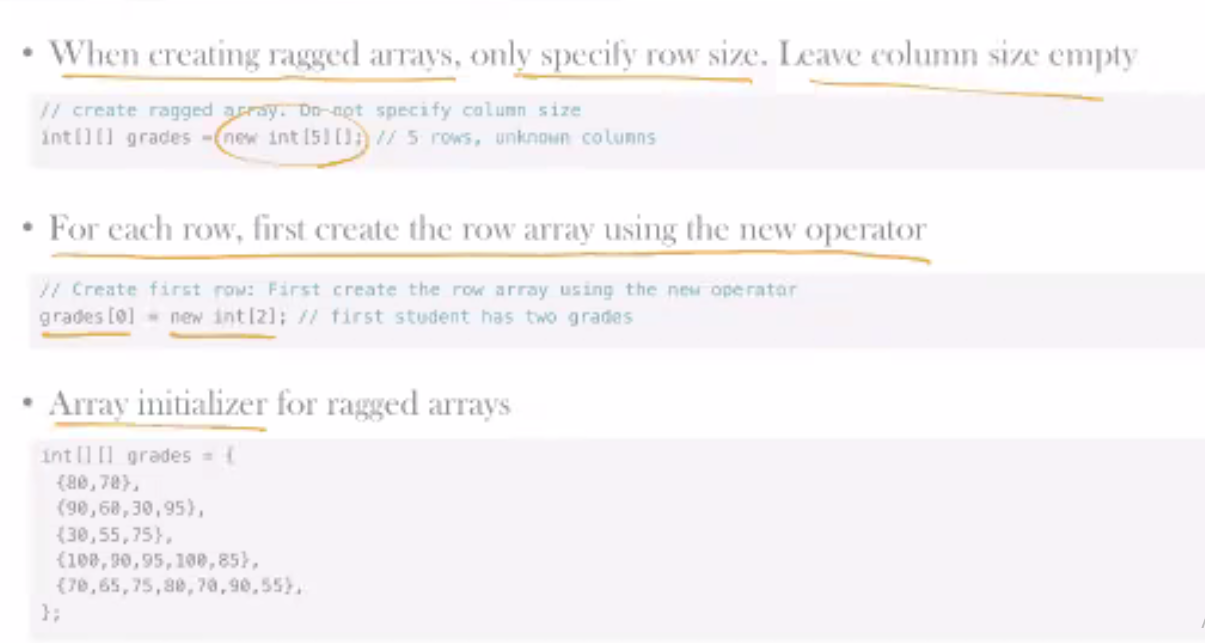 • When creating ragged arrays, only specify row size. Leave column size empty
// create ragged array. Do not specify column size
int[][] grades = new int[5][]; // 5 rows, unknown columns
• For each row, first create the row array using the new operator
// Create first row: First create the row array using the new operator
grades[0] = new int[2]; // first student has two grades
• Array initializer for ragged arrays
int[][] grades = {
{80,70},
{90,60,30,95},
{30,55,75},
{100,90,95,100,85},
{70,65,75,80,70,90,55},
};